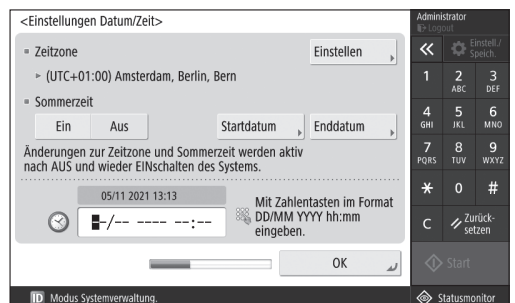 <Einstellungen Datum/Zeit>
Zeitzone
Einstellen
(UTC+01:00) Amsterdam, Berlin, Bern
Sommerzeit
Ein
Aus
Startdatum
Enddatum
Änderungen zur Zeitzone und Sommerzeit werden aktiv
nach AUS und wieder EINschalten des Systems.
05/11 2021 13:13
-/-- ---- --:--
Mit Zahlentasten im Format
DD/MM YYYY hh:mm
eingeben.
OK
ID Modus Systemverwaltung.
Administrator
Logout
Einstell./
Speich.
1
2 ABC
3 DEF
4 GHI
5 JKL
6 MNO
7 PQRS
8 TUV
9 WXYZ
* 0 #
C
Zurück-
setzen
Start
Statusmonitor